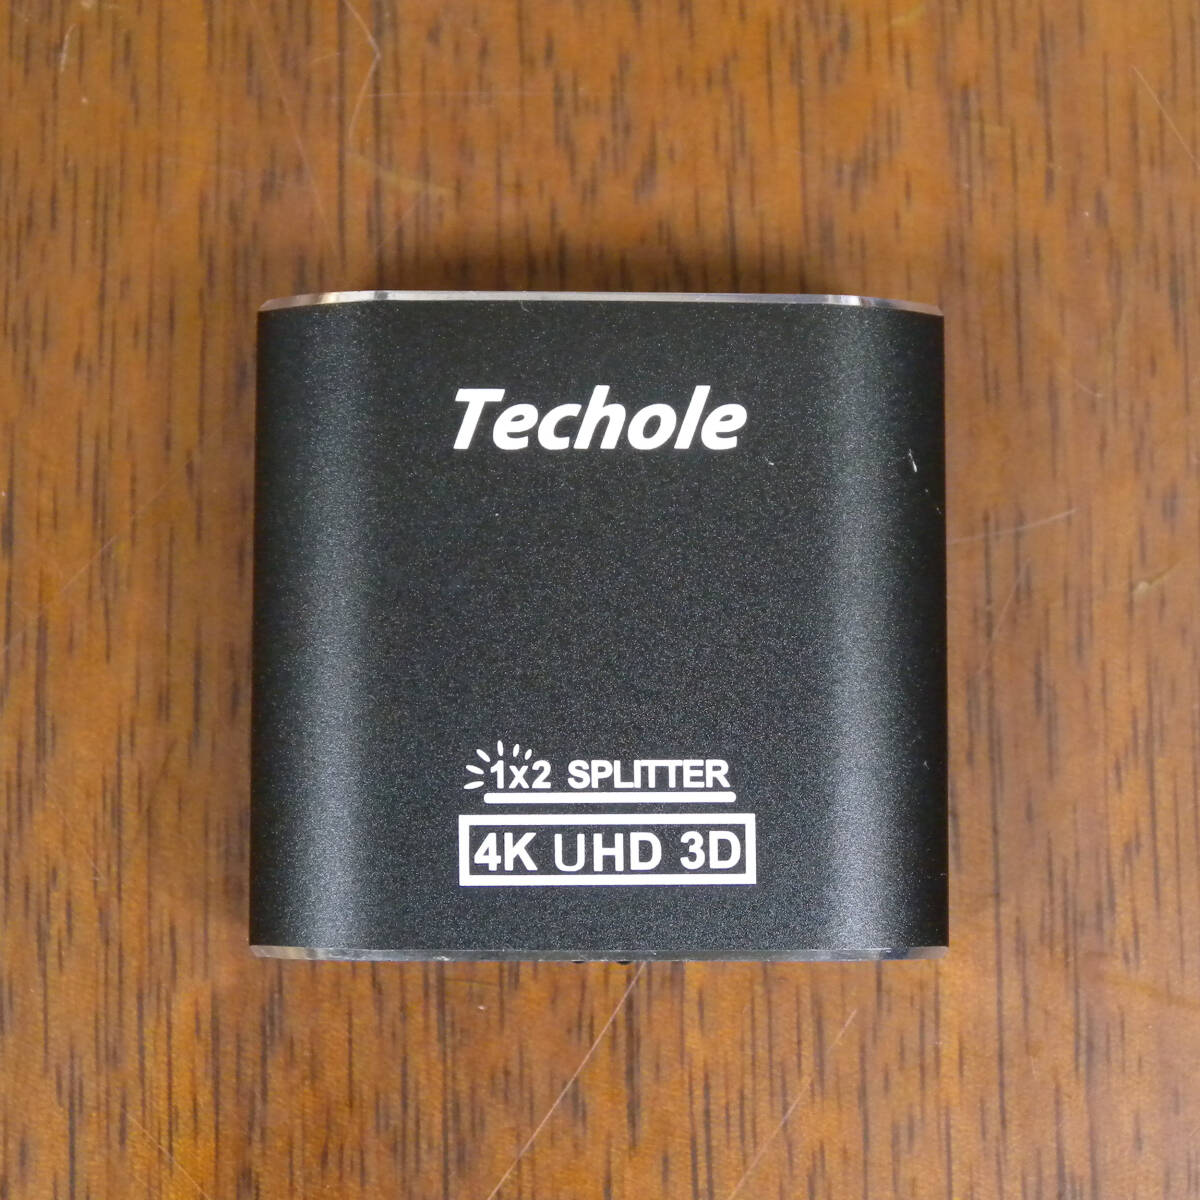 Techole
1x2 SPLITTER
4K UHD 3D